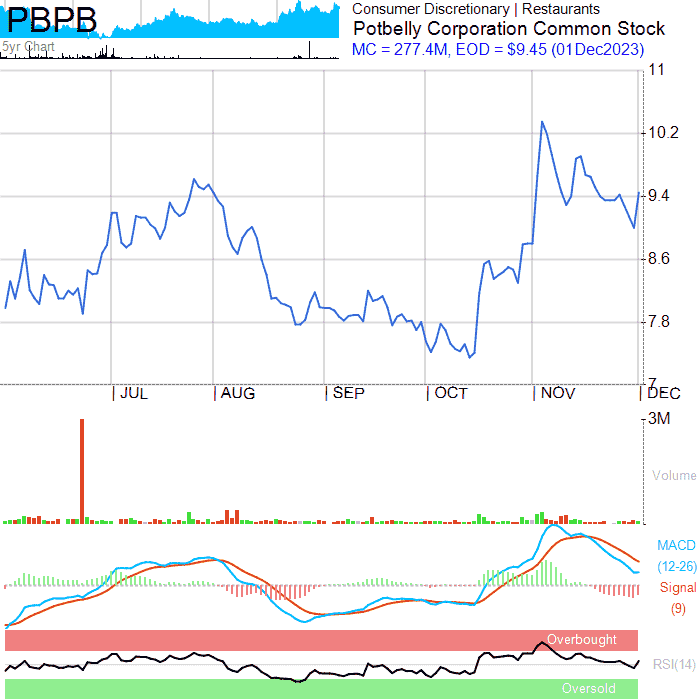 PBPB
5yr Chart
Consumer Discretionary | Restaurants
Potbelly Corporation Common Stock
MC = 277.4M, EOD = $9.45 (01Dec2023)
11
10.2
9.4
8.6
7.8
7
JUL AUG SEP OCT NOV DEC
3M
Volume
MACD
(12-26)
Signal
(9)
Overbought
RSI(14)
Oversold